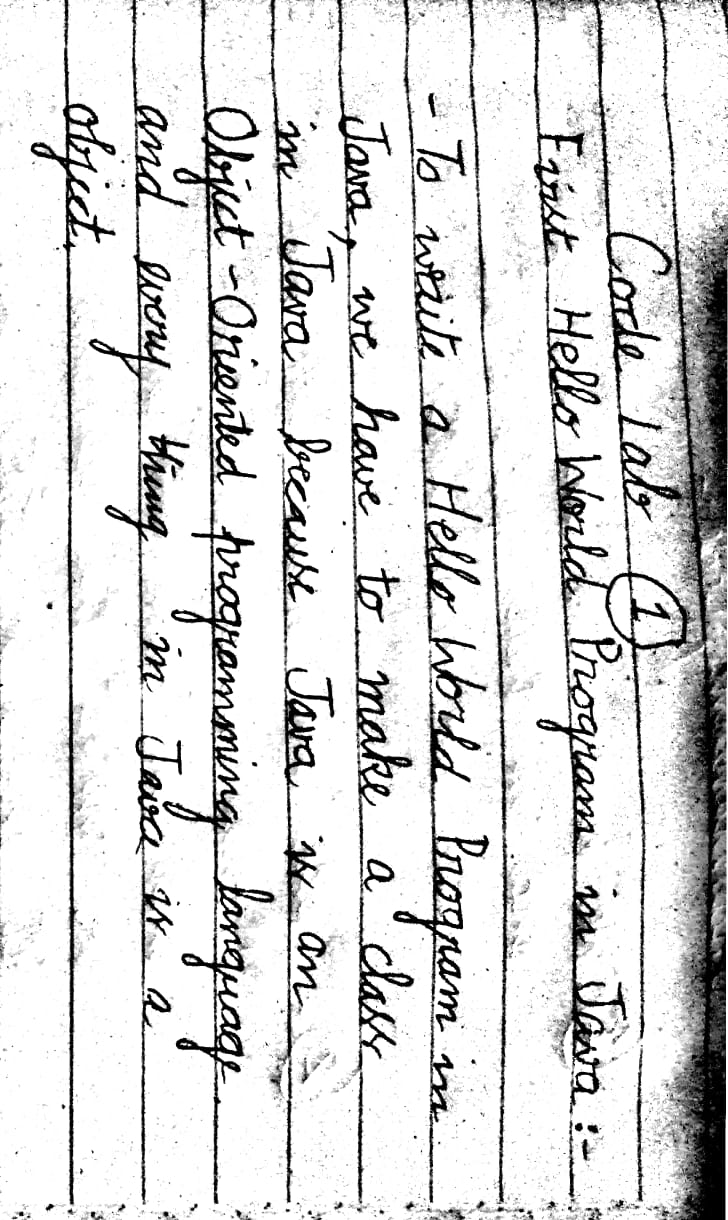 Code lab 1
First Hello World Program in Java :-
- To write a Hello World Program in
Java, we have to make a class
in Java because Java is an
Object - Oriented programming language
and every thing in Java is a
object.